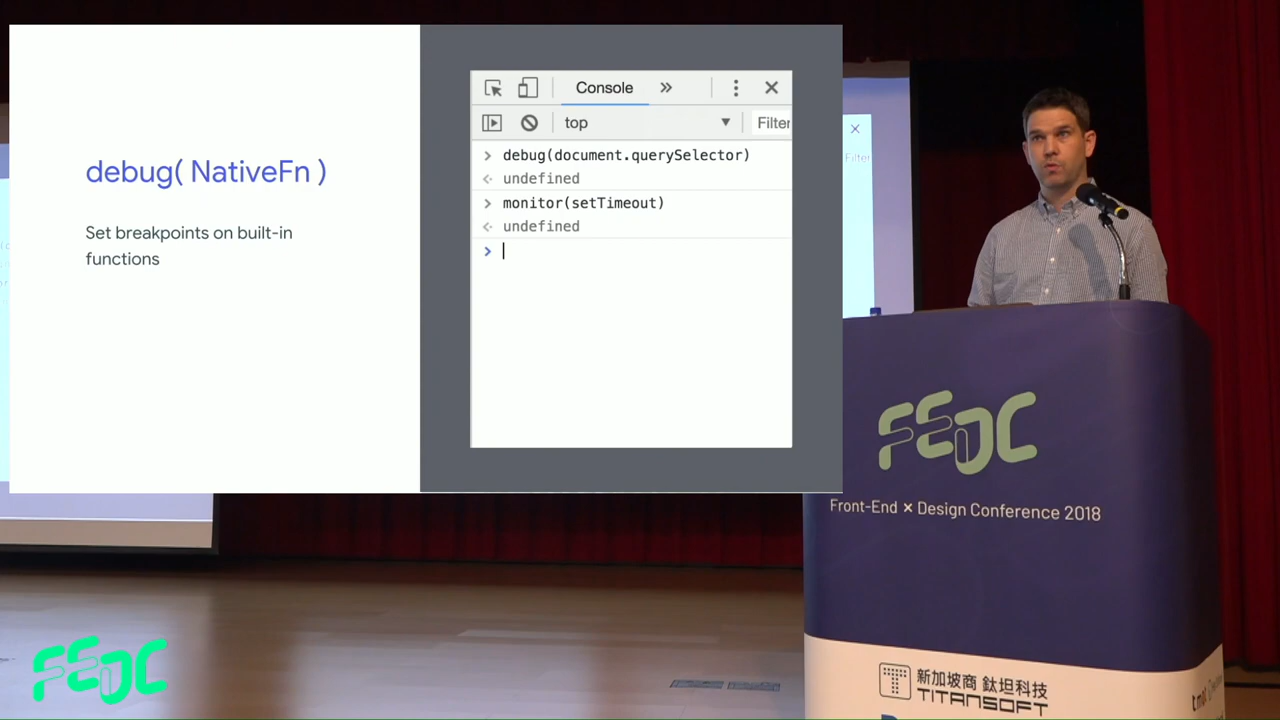 debug( NativeFn )
Set breakpoints on built-in
functions
Console
top
Filter
debug(document.querySelector)
undefined
monitor(setTimeout)
undefined
Filter
FEDC
Front-End × Design Conference 2018
新加坡商 鈦坦科技
TITANSOFT
FEDC